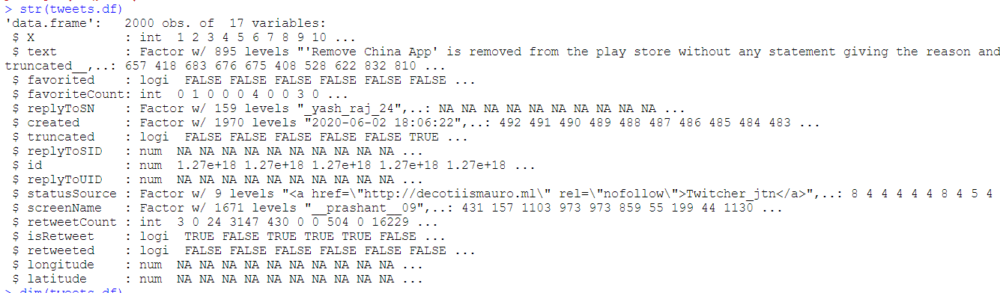 > str(tweets.df)
'data.frame':   2000 obs. of  17 variables:
 $ X            : int  1 2 3 4 5 6 7 8 9 10 ...
 $ text         : Factor w/ 895 levels "'Remove China App' is removed from the play store without any statement giving the reason and
truncated__,..: 657 418 683 676 675 408 528 622 832 810 ...
 $ favorited    : logi  FALSE FALSE FALSE FALSE FALSE FALSE ...
 $ favoriteCount: int  0 1 0 0 0 4 0 0 3 0 ...
 $ replyToSN    : Factor w/ 159 levels "_yash_raj_24",..: NA NA NA NA NA NA NA NA NA NA ...
 $ created      : Factor w/ 1970 levels "2020-06-02 18:06:22",..: 492 491 490 489 488 487 486 485 484 483 ...
 $ truncated    : logi  FALSE FALSE FALSE FALSE FALSE TRUE ...
 $ replyToSID   : num  NA NA NA NA NA NA NA NA NA NA ...
 $ id           : num  1.27e+18 1.27e+18 1.27e+18 1.27e+18 1.27e+18 ...
 $ replyToUID   : num  NA NA NA NA NA NA NA NA NA NA ...
 $ statusSource : Factor w/ 9 levels "<a href=\"http://decotiismauro.ml\" rel=\"nofollow\">Twitcher_jtn</a>",..: 8 4 4 4 4 4 8 4 5 4
 $ screenName   : Factor w/ 1671 levels "__prashant__09",..: 431 157 1103 973 973 859 55 199 44 1130 ...
 $ retweetCount : int  3 0 24 3147 430 0 0 504 0 16229 ...
 $ isRetweet    : logi  TRUE FALSE TRUE TRUE TRUE FALSE ...
 $ retweeted    : logi  FALSE FALSE FALSE FALSE FALSE FALSE ...
 $ longitude    : num  NA NA NA NA NA NA NA NA NA NA ...
 $ latitude     : num  NA NA NA NA NA NA NA NA NA NA ...
> dim(tweets.df)